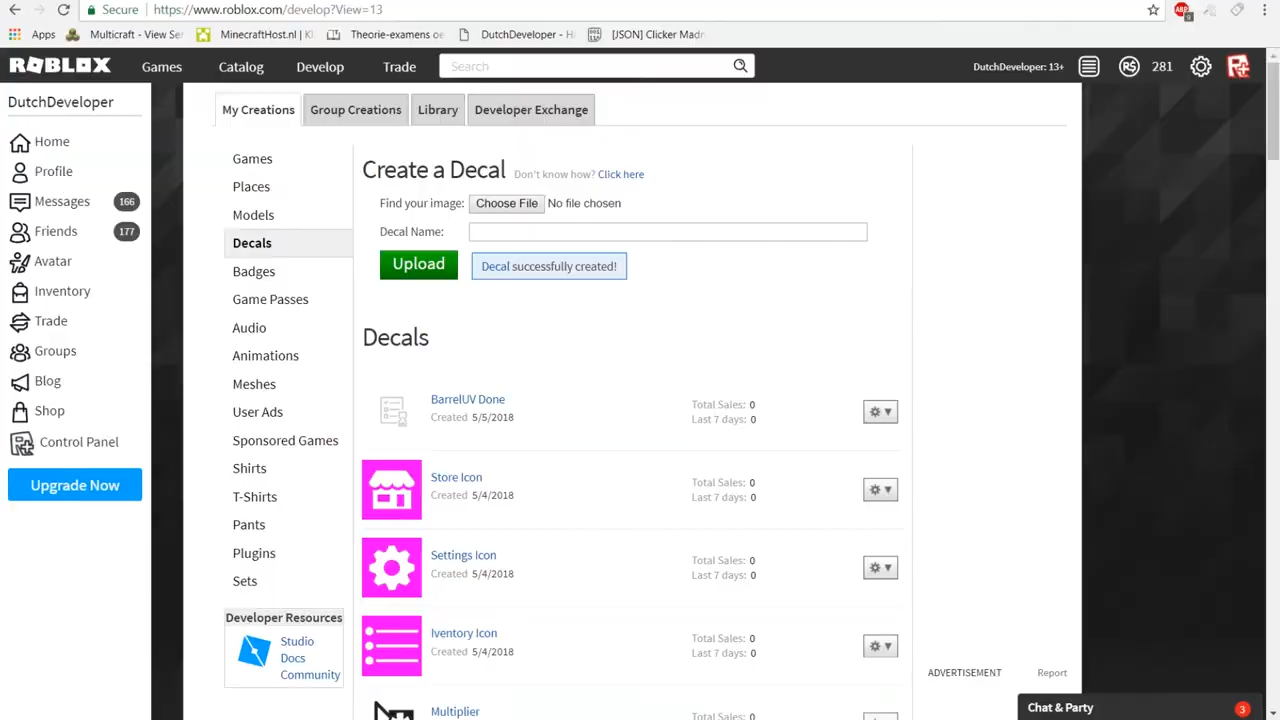 Secure https://www.roblox.com/develop?View=13
ABP
0
Apps Multicraft - View Ser MinecraftHost.nl | Kl Theorie-examens oe DutchDeveloper - Ha [JSON] Clicker Madn
ROBLOX Games Catalog Develop Trade Search DutchDeveloper: 13+ R$ 281
DutchDeveloper
Home
Profile
Messages 166
Friends 177
Avatar
Inventory
Trade
Groups
Blog
Shop
Control Panel
Upgrade Now
My Creations Group Creations Library Developer Exchange
Games
Places
Models
Decals
Badges
Game Passes
Audio
Animations
Meshes
User Ads
Sponsored Games
Shirts
T-Shirts
Pants
Plugins
Sets
Developer Resources
Studio
Docs
Community
Create a Decal Don't know how? Click here
Find your image: Choose File No file chosen
Decal Name:
Upload Decal successfully created!
Decals
BarrelUV Done
Created 5/5/2018
Total Sales: 0
Last 7 days: 0
Store Icon
Created 5/4/2018
Total Sales: 0
Last 7 days: 0
Settings Icon
Created 5/4/2018
Total Sales: 0
Last 7 days: 0
Iventory Icon
Created 5/4/2018
Total Sales: 0
Last 7 days: 0
Multiplier
Total Sales: 0
ADVERTISEMENT Report
Chat & Party 3